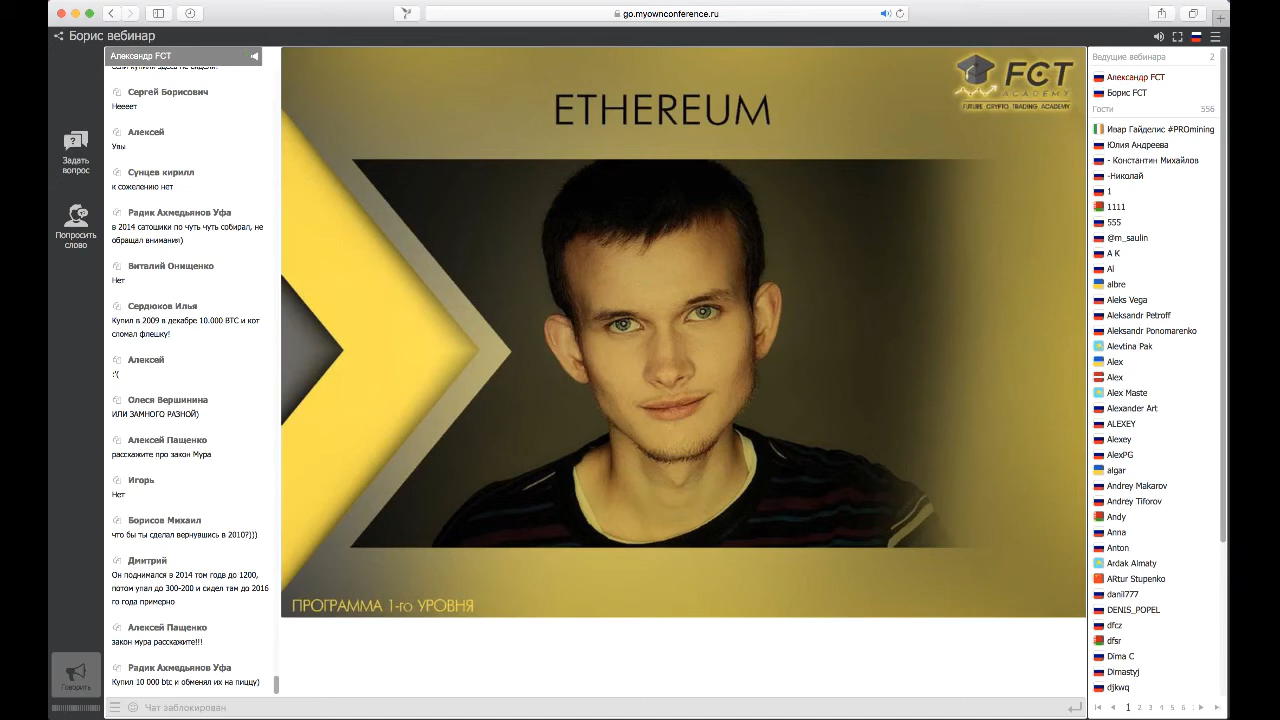 go.myownconference.ru
Борис вебинар
Задать
вопрос
Попросить
слово
Говорить
Александр FCT
Сергей Борисович
Неееет
Алексей
Увы
Сунцев кирилл
к сожелению нет
Радик Ахмедьянов Уфа
в 2014 сатошики по чуть чуть собирал, не
обращал внимания)
Виталий Онищенко
Нет
Сердюков Илья
Купил в 2009 в декабре 10.000 BTC и кот
сломал флешку!
Алексей
:'(
Олеся Вершинина
ИЛИ ЗАМНОГО РАЗНОЙ)
Алексей Пащенко
расскажите про закон Мура
Игорь
Нет
Борисов Михаил
что бы ты сделал вернувшись в 2010?)))
Дмитрий
Он поднимался в 2014 том годв до 1200,
потом упал до 300-200 и сидел там до 2016
го года примерно
Алексей Пащенко
закон мура расскажите!!!
Радик Ахмедьянов Уфа
Купил 10 000 btc и обменял их на пиццу)
Чат заблокирован
ETHEREUM
FCT
ACADEMY
FUTURE CRYPTO TRADING ACADEMY
ПРОГРАММА 1-го УРОВНЯ
Ведущие вебинара 2
Александр FCT
Борис FCT
Гости 556
Ивар Гайделис #PROmining
Юлия Андреева
- Константин Михайлов
-Николай
1
1111
555
@m_saulin
A K
Al
albre
Aleks Vega
Aleksandr Petroff
Aleksandr Ponomarenko
Alevtina Pak
Alex
Alex
Alex Maste
Alexander Art
ALEXEY
Alexey
AlexPG
algar
Andrey Makarov
Andrey Tiforov
Andy
Anna
Anton
Ardak Almaty
ARtur Stupenko
danil777
DENIS_POPEL
dfcz
dfsr
Dima C
Dimastyj
djkwq
1 2 3 4 5 6